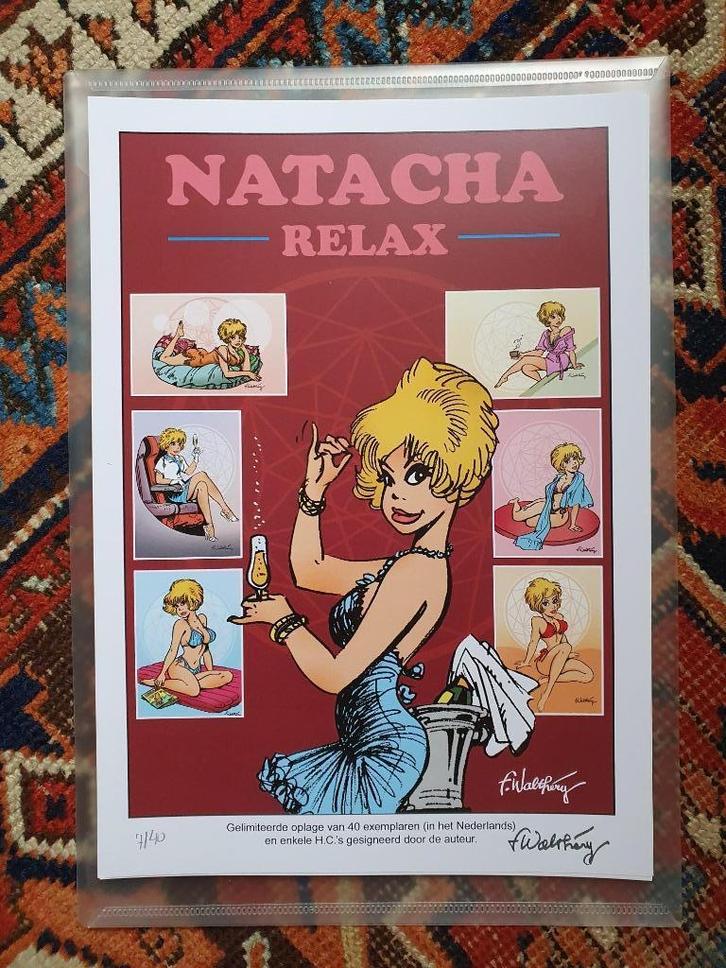 NATACHA
RELAX
F. Walthéry
Gelimiteerde oplage van 40 exemplaren (in het Nederlands)
en enkele H.C.'s gesigneerd door de auteur.
7/40
F. Walthéry